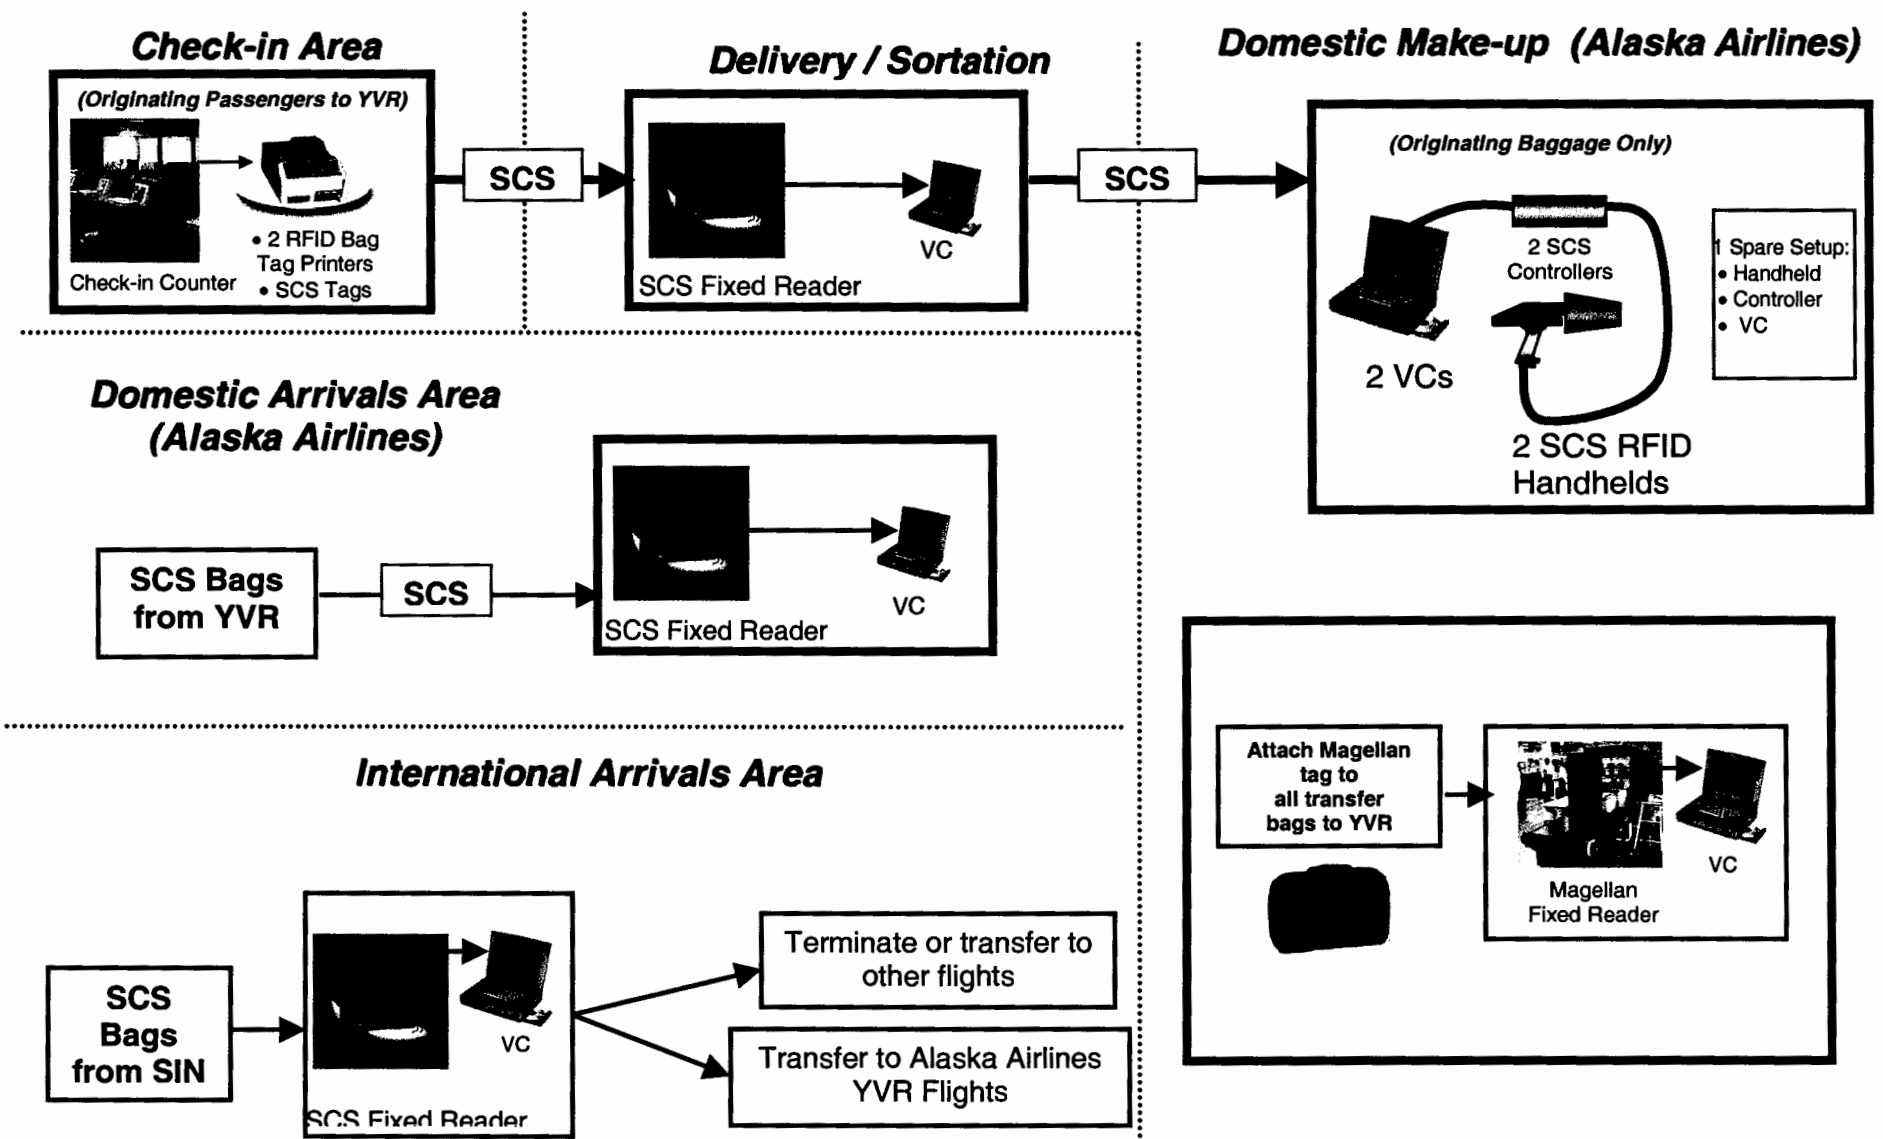 Check-in Area
(Originating Passengers to YVR)
Check-in Counter
• 2 RFID Bag
Tag Printers
• SCS Tags
SCS
Delivery / Sortation
SCS Fixed Reader
VC
SCS
Domestic Make-up (Alaska Airlines)
(Originating Baggage Only)
2 SCS
Controllers
2 VCs
2 SCS RFID
Handhelds
1 Spare Setup:
• Handheld
• Controller
• VC
Domestic Arrivals Area
(Alaska Airlines)
SCS Bags
from YVR
SCS
SCS Fixed Reader
VC
Attach Magellan
tag to
all transfer
bags to YVR
Magellan
Fixed Reader
VC
International Arrivals Area
SCS
Bags
from SIN
SCS Fixed Reader
VC
Terminate or transfer to
other flights
Transfer to Alaska Airlines
YVR Flights